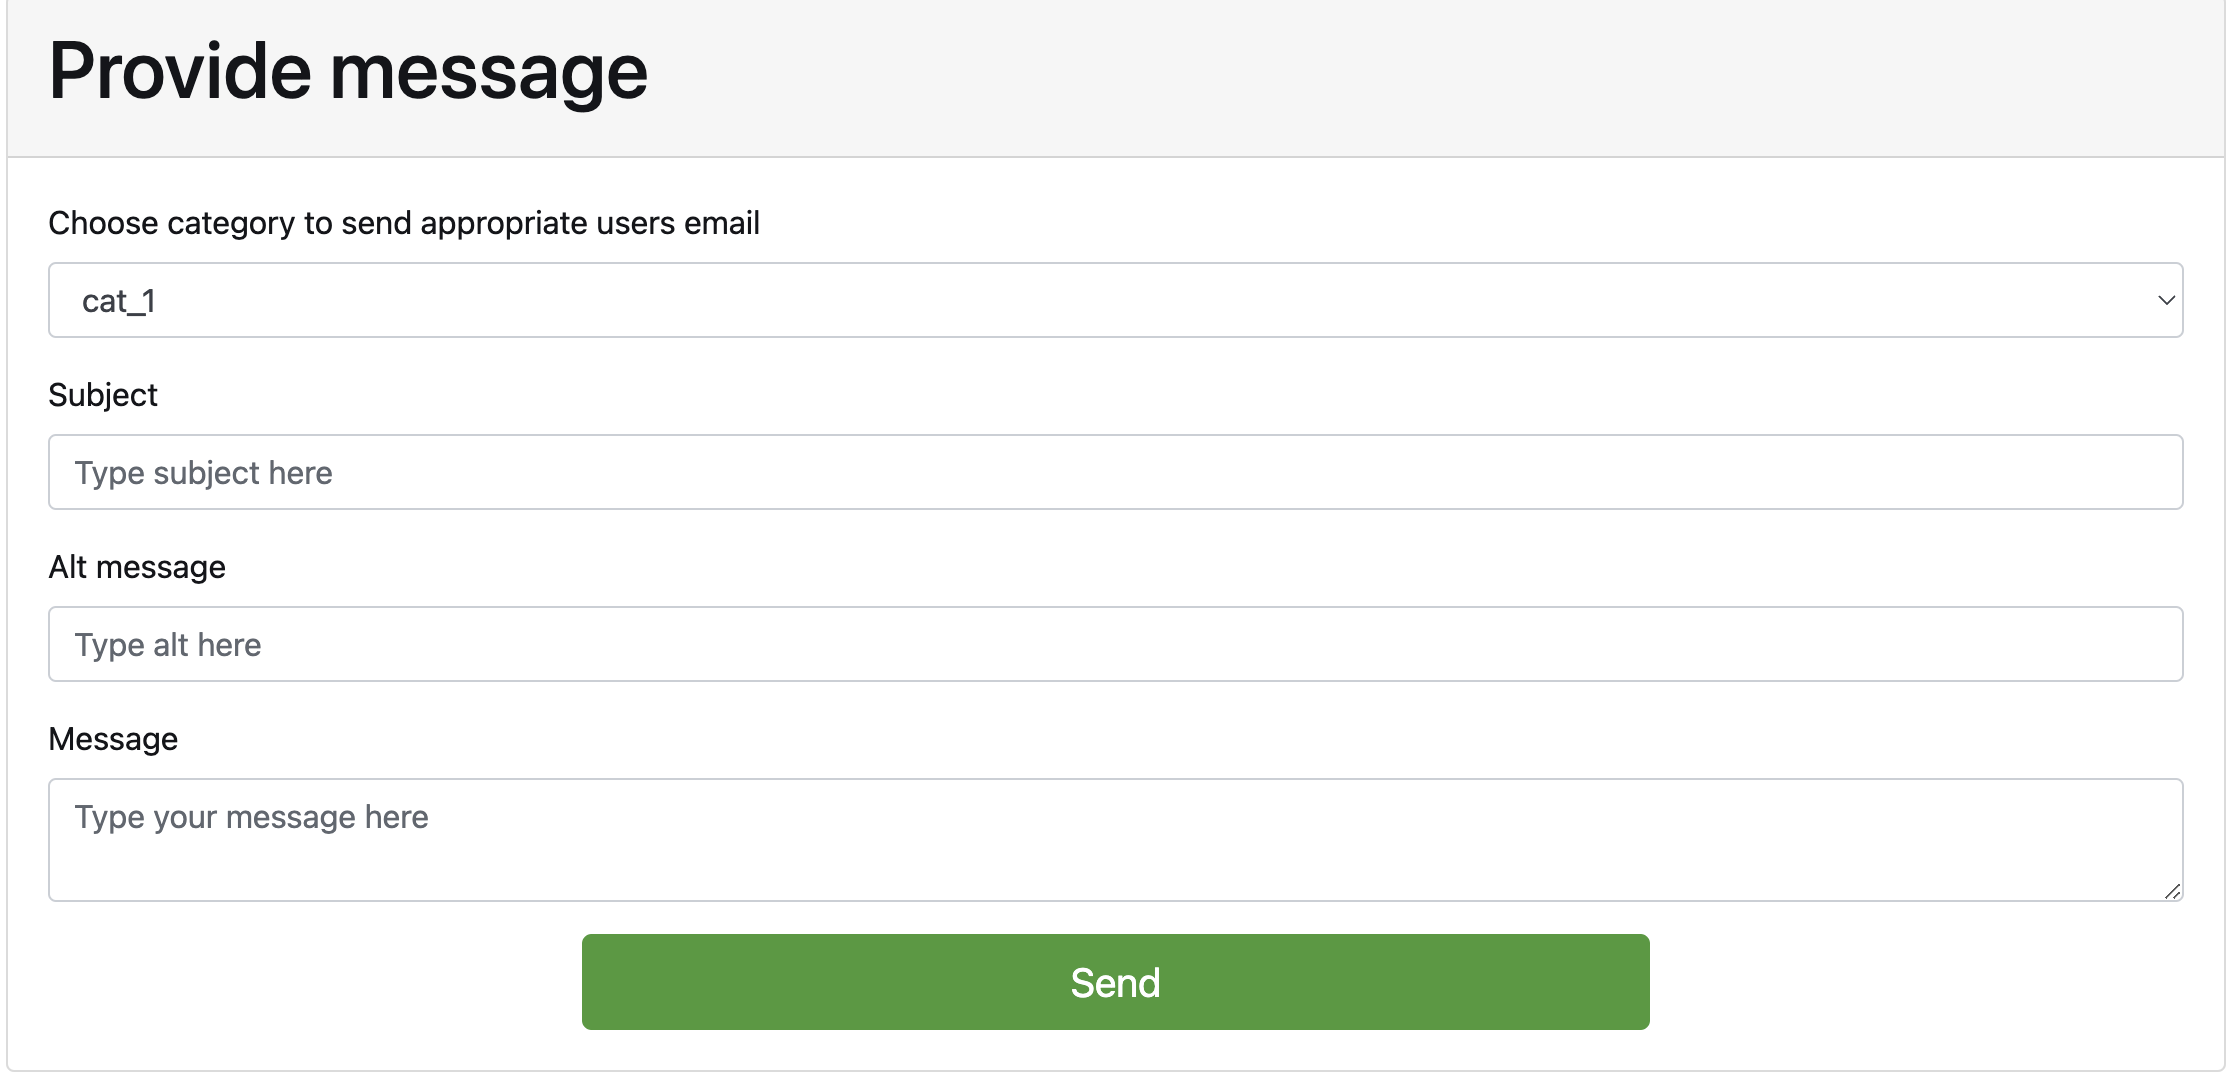 Provide message
Choose category to send appropriate users email
cat_1
Subject
Type subject here
Alt message
Type alt here
Message
Type your message here
Send